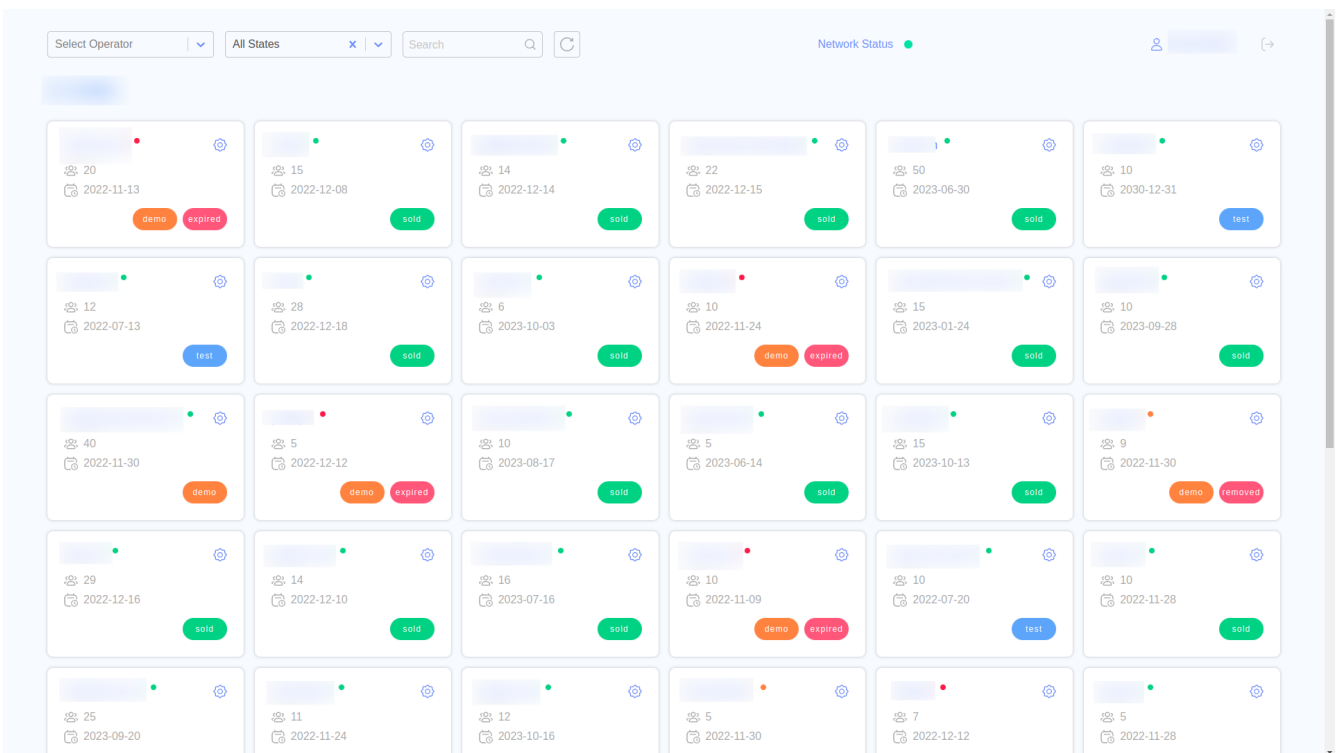 Select Operator
All States
Search
Network Status
20
2022-11-13
demo expired
15
2022-12-08
sold
14
2022-12-14
sold
22
2022-12-15
sold
50
2023-06-30
sold
10
2030-12-31
test
12
2022-07-13
test
28
2022-12-18
sold
6
2023-10-03
sold
10
2022-11-24
demo expired
15
2023-01-24
sold
10
2023-09-28
sold
40
2022-11-30
demo
5
2022-12-12
demo expired
10
2023-08-17
sold
5
2023-06-14
sold
15
2023-10-13
sold
9
2022-11-30
demo removed
29
2022-12-16
sold
14
2022-12-10
sold
16
2023-07-16
sold
10
2022-11-09
demo expired
10
2022-07-20
test
10
2022-11-28
sold
25
2023-09-20
11
2022-11-24
12
2023-10-16
5
2022-11-30
7
2022-12-12
5
2022-11-28